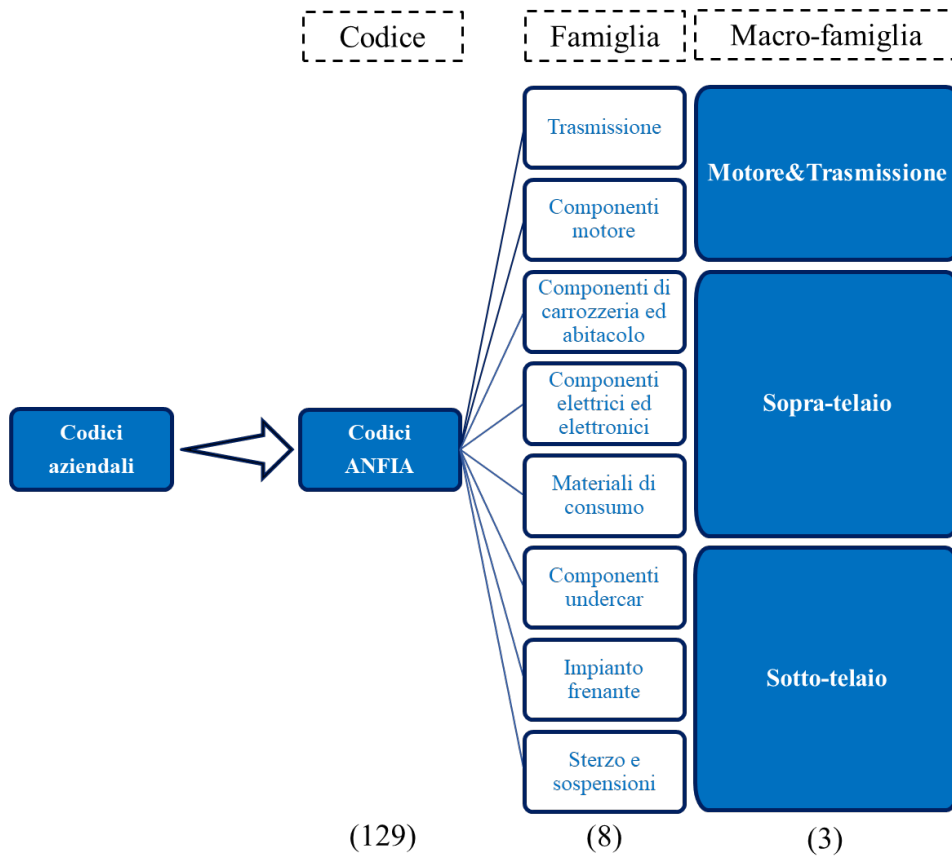 Codice
Famiglia
Macro-famiglia
Trasmissione
Componenti
motore
Motore&Trasmissione
Componenti di
carrozzeria ed
abitacolo
Componenti
elettrici ed
elettronici
Materiali di
consumo
Sopra-telaio
Codici
aziendali
Codici
ANFIA
Componenti
undercar
Impianto
frenante
Sterzo e
sospensioni
Sotto-telaio
(129)
(8)
(3)